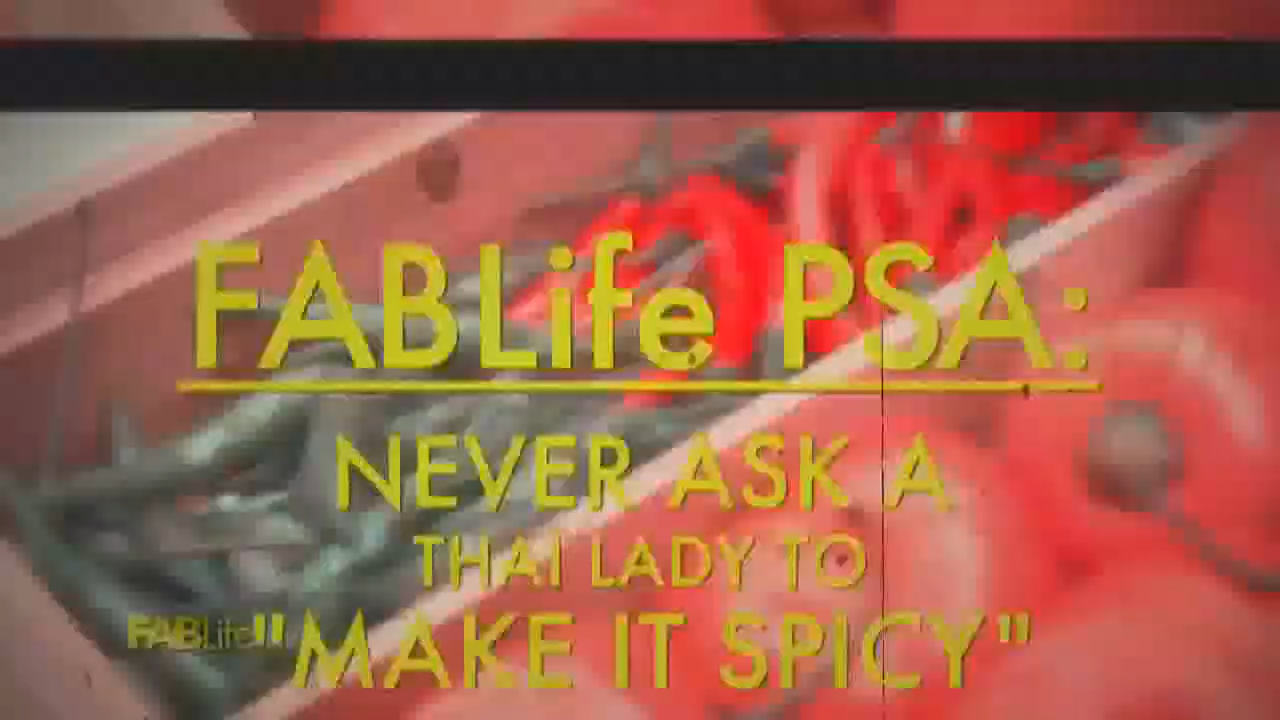 FABLife PSA:
NEVER ASK A
THAI LADY TO
"MAKE IT SPICY"
FABLife